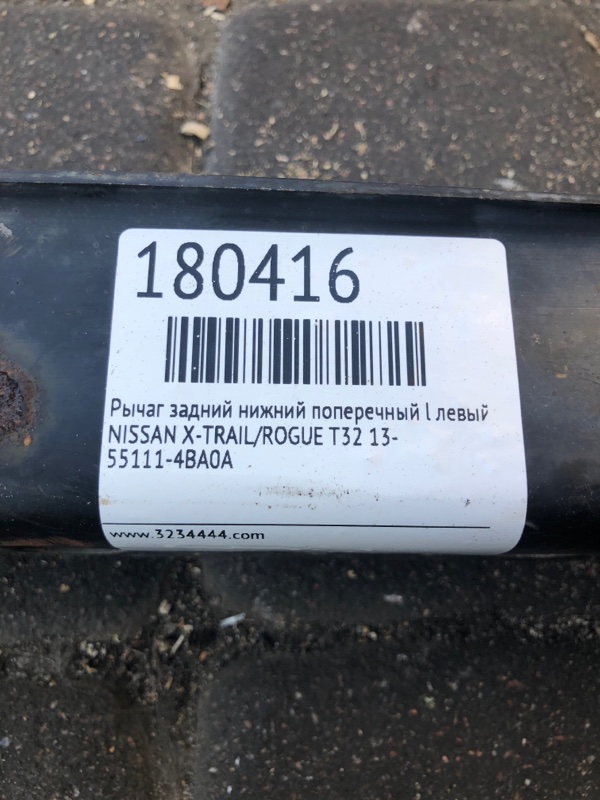 180416
Рычаг задний нижний поперечный l левый
NISSAN X-TRAIL/ROGUE T32 13-
55111-4BA0A
www.3234444.com